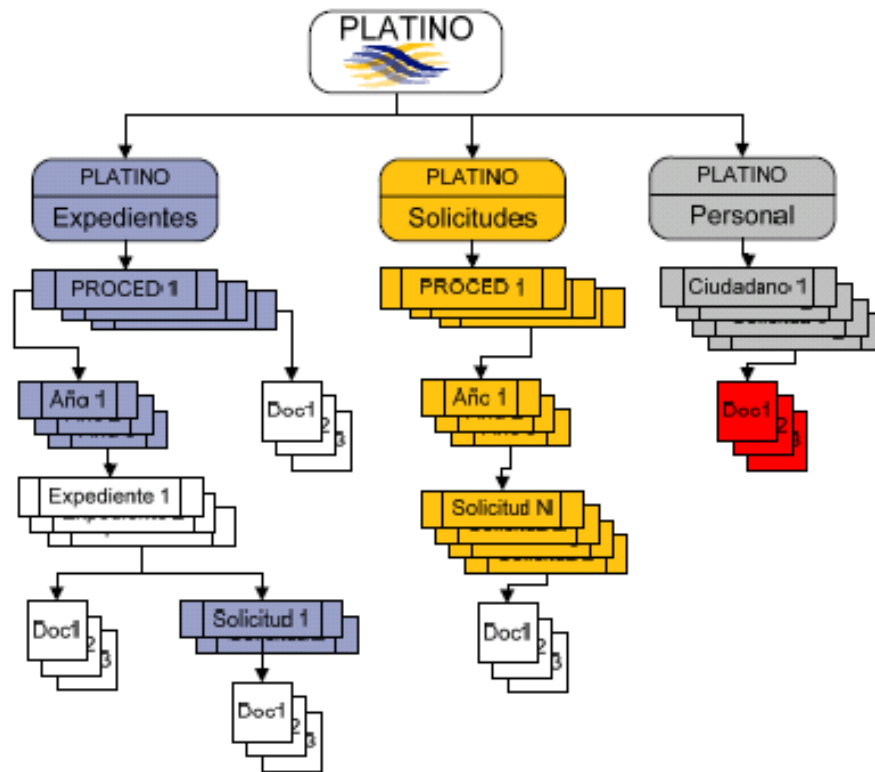 PLATINO
PLATINO
Expedientes
PLATINO
Solicitudes
PLATINO
Personal
PROCED 1
PROCED 1
Ciudadano 1
Año 1
Doc1
2
3
Año 1
Doc1
2
3
Expediente 1
Solicitud N
Doc1
2
3
Solicitud 1
Doc1
2
3
Doc1
2
3